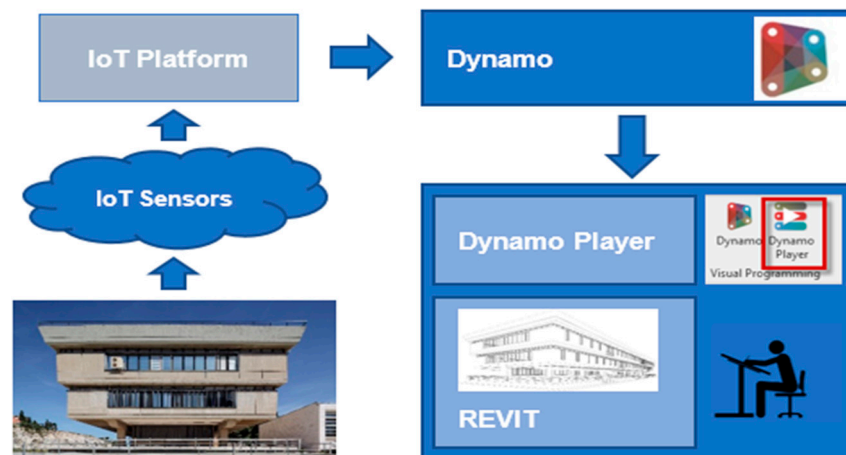 IoT Platform
Dynamo
IoT Sensors
Dynamo Player
Dynamo Dynamo
Player
Visual Programming
REVIT